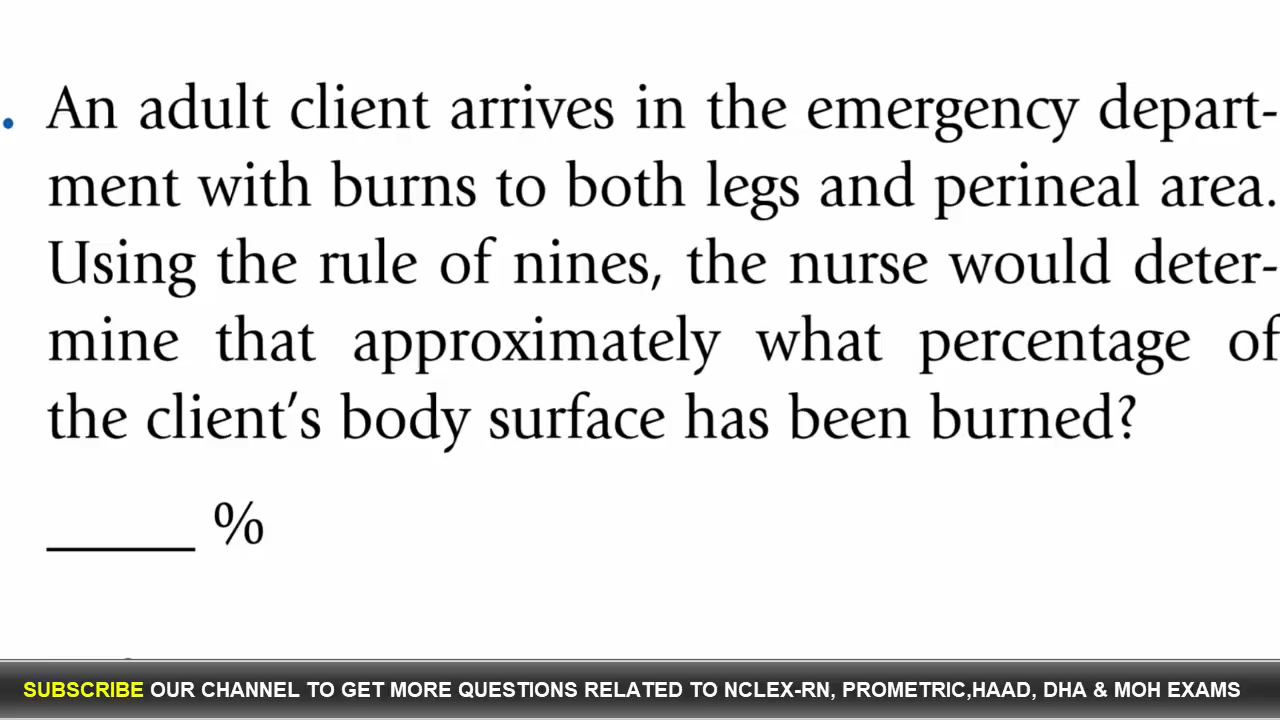 . An adult client arrives in the emergency depart-
ment with burns to both legs and perineal area.
Using the rule of nines, the nurse would deter-
mine that approximately what percentage of
the client's body surface has been burned?
_____ %
SUBSCRIBE OUR CHANNEL TO GET MORE QUESTIONS RELATED TO NCLEX-RN, PROMETRIC,HAAD, DHA & MOH EXAMS